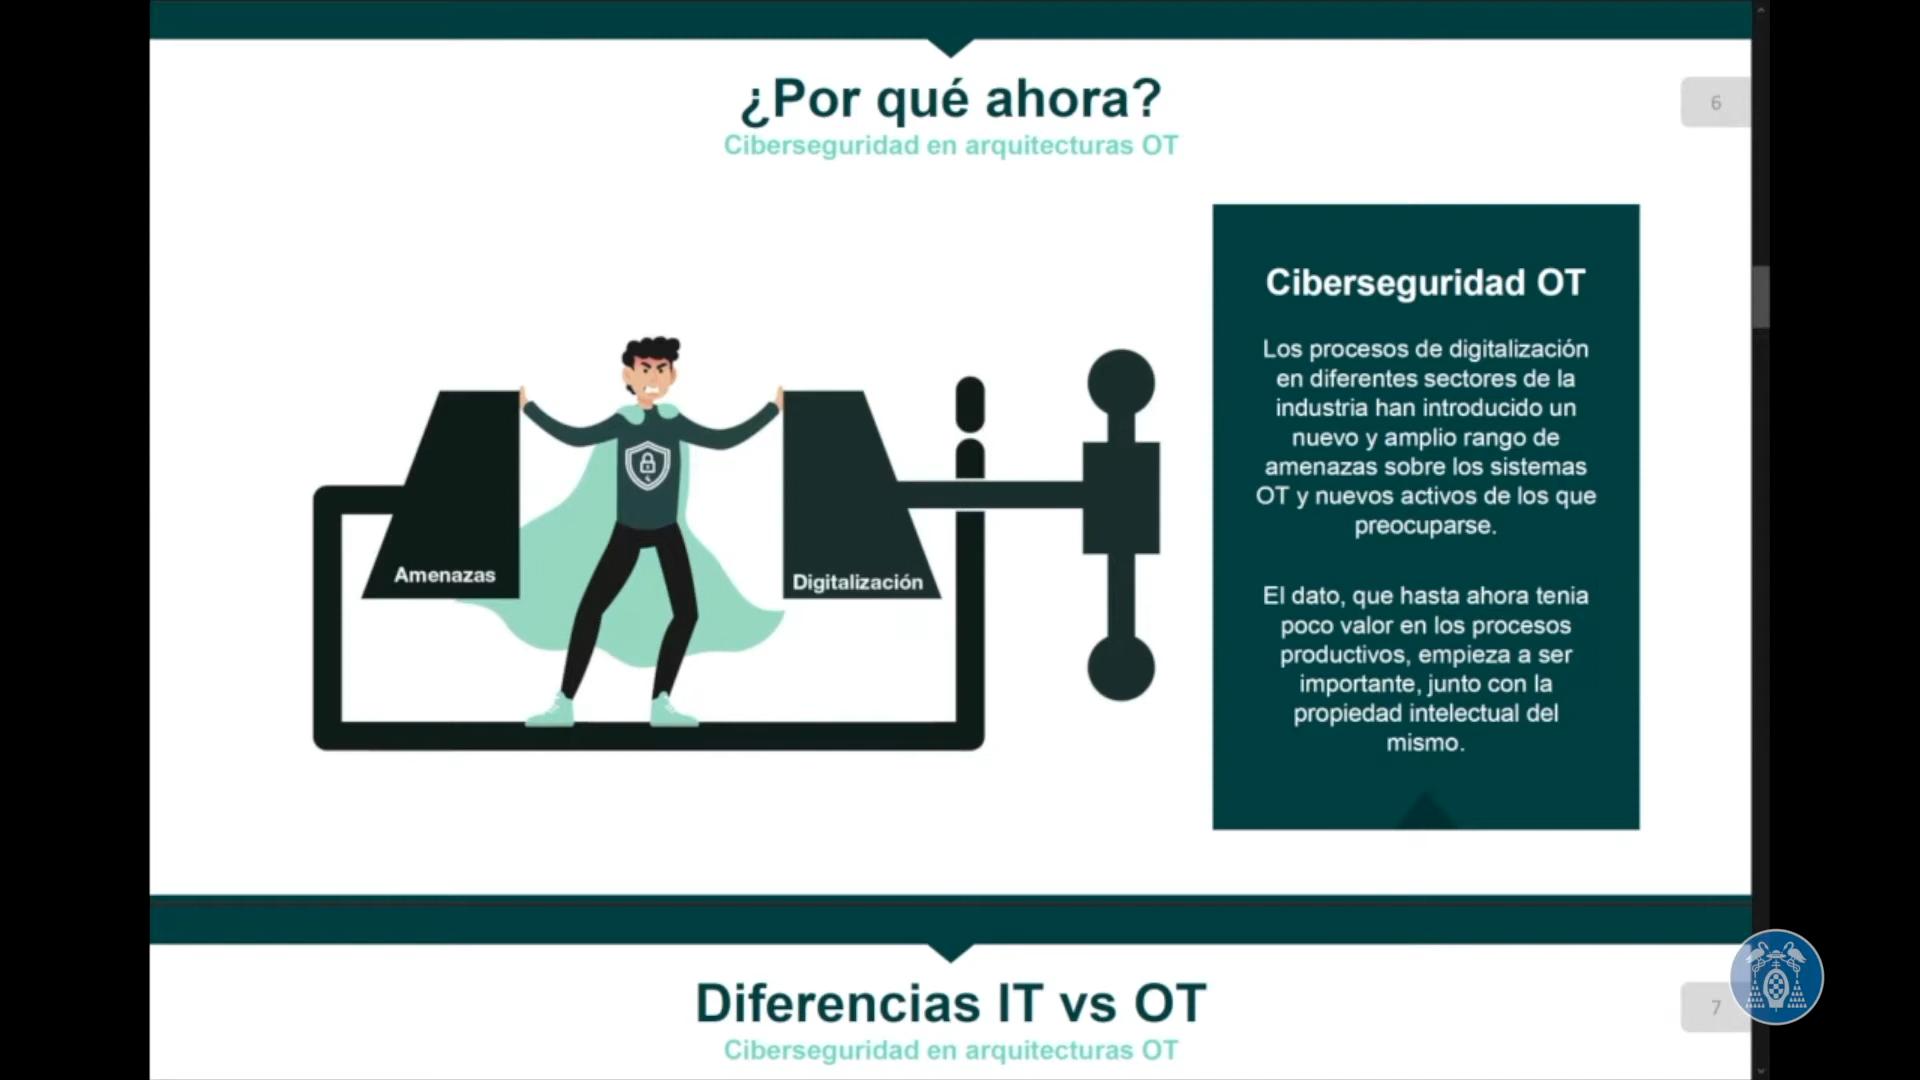 ¿Por qué ahora?
Ciberseguridad en arquitecturas OT
6
Amenazas
Digitalización
Ciberseguridad OT
Los procesos de digitalización
en diferentes sectores de la
industria han introducido un
nuevo y amplio rango de
amenazas sobre los sistemas
OT y nuevos activos de los que
preocuparse.
El dato, que hasta ahora tenia
poco valor en los procesos
productivos, empieza a ser
importante, junto con la
propiedad intelectual del
mismo.
Diferencias IT vs OT
Ciberseguridad en arquitecturas OT
7